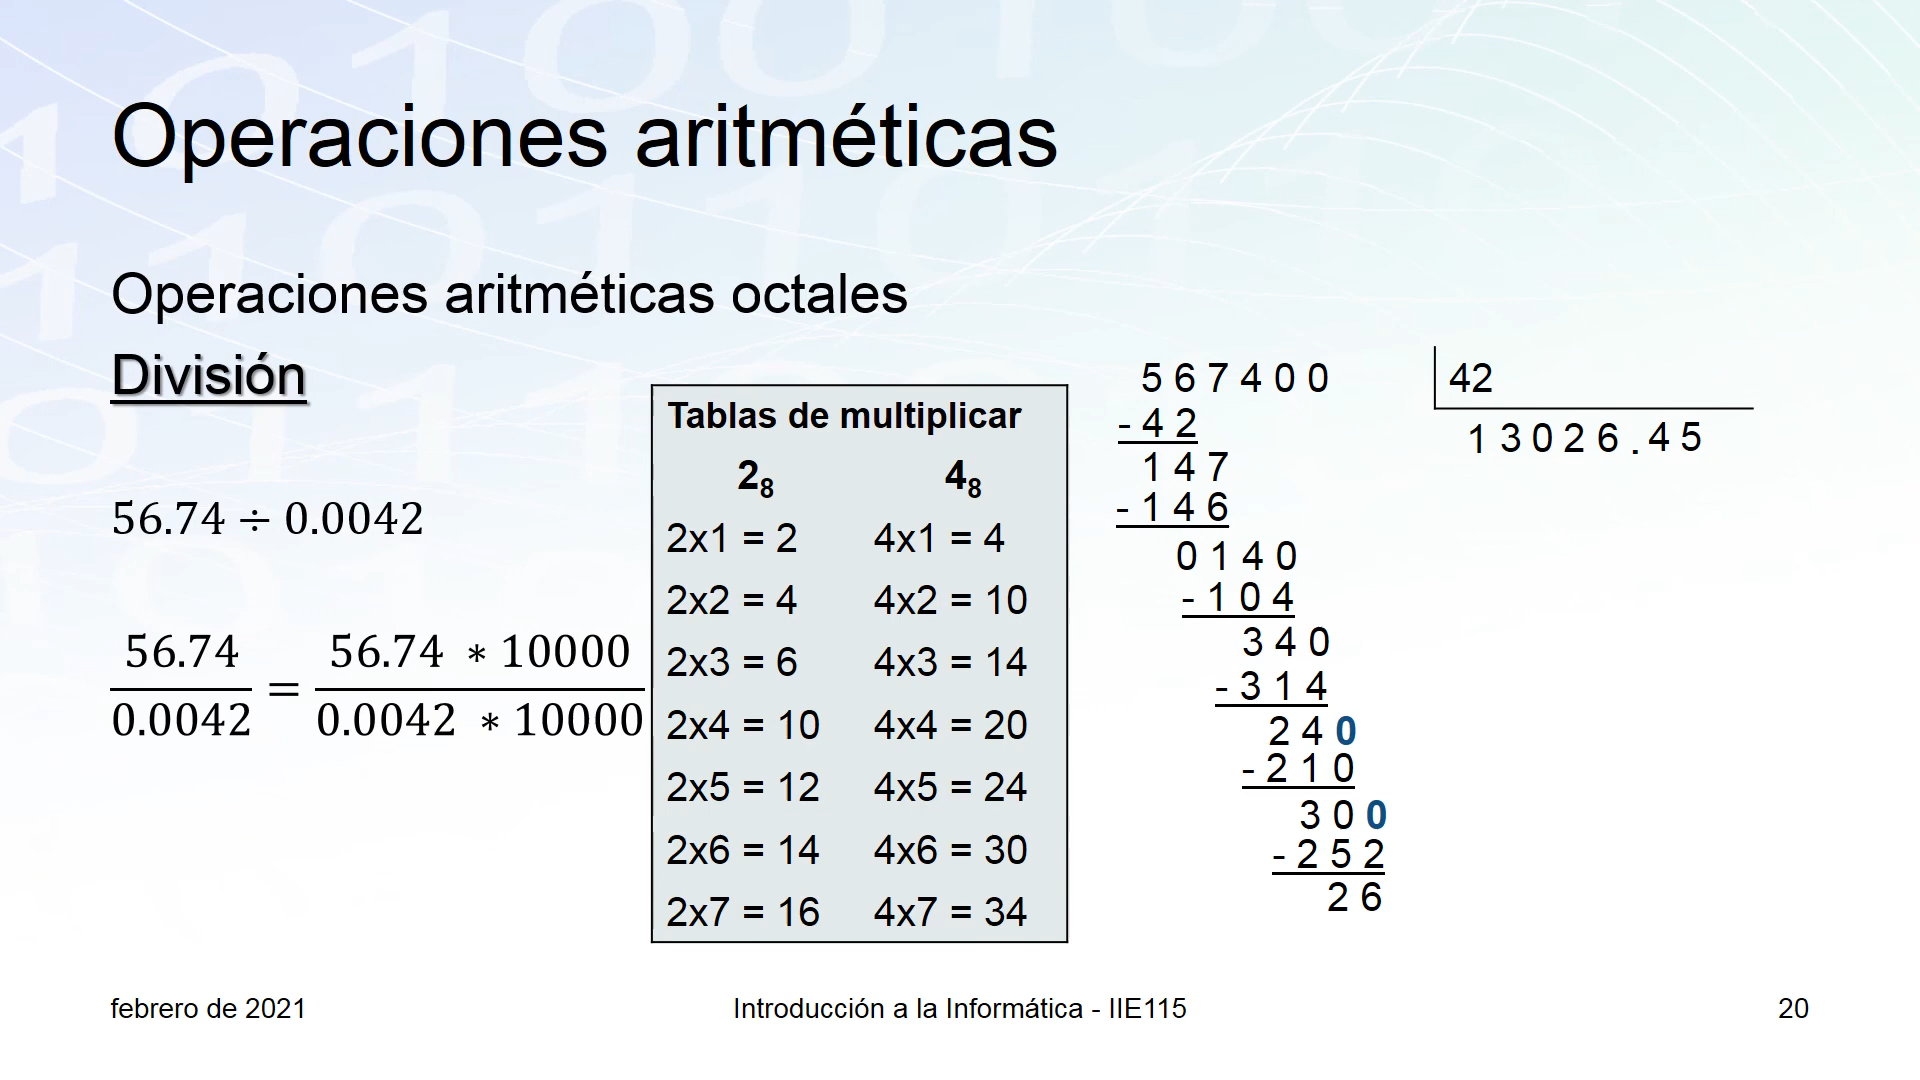 Operaciones aritméticas
Operaciones aritméticas octales
División
56.74 ÷ 0.0042
56.74 / 0.0042 = 56.74 * 10000 / 0.0042 * 10000
Tablas de multiplicar
2₈ 4₈
2x1 = 2 4x1 = 4
2x2 = 4 4x2 = 10
2x3 = 6 4x3 = 14
2x4 = 10 4x4 = 20
2x5 = 12 4x5 = 24
2x6 = 14 4x6 = 30
2x7 = 16 4x7 = 34
5 6 7 4 0 0 42
1 3 0 2 6 . 4 5
- 4 2
1 4 7
- 1 4 6
0 1 4 0
- 1 0 4
3 4 0
- 3 1 4
2 4 0
- 2 1 0
3 0 0
- 2 5 2
2 6
febrero de 2021
Introducción a la Informática - IIE115
20